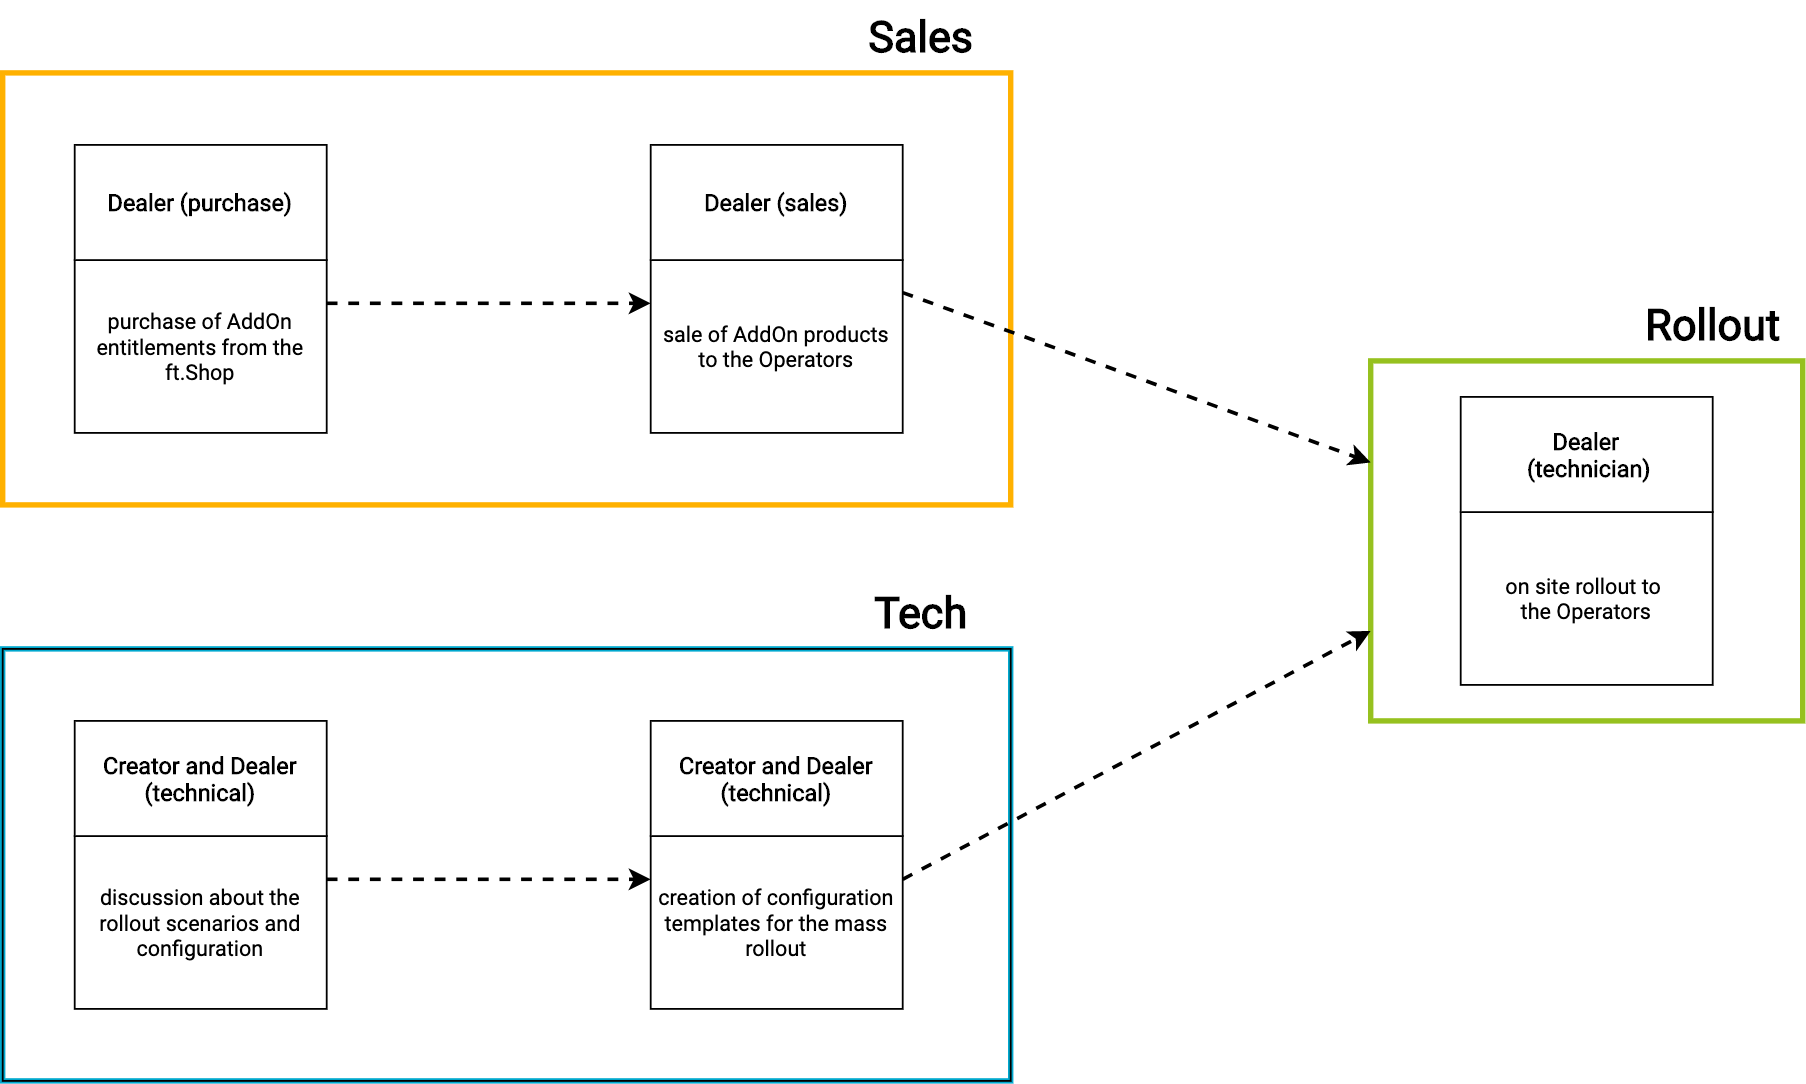 Sales
Dealer (purchase)
purchase of AddOn
entitlements from the
ft.Shop
Dealer (sales)
sale of AddOn products
to the Operators
Rollout
Dealer
(technician)
on site rollout to
the Operators
Tech
Creator and Dealer
(technical)
discussion about the
rollout scenarios and
configuration
Creator and Dealer
(technical)
creation of configuration
templates for the mass
rollout